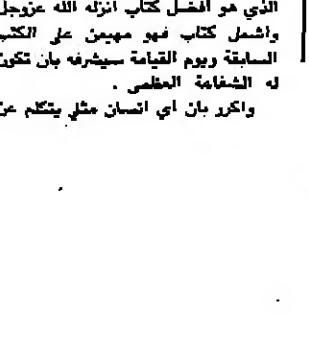 الذي هو افضل كتاب انزله الله عزوجل
واشمل كتاب فهو مهيمن على الكتب
السابقة ويوم القيامة سيشرفه بان تكون
له الشفاعة العظمى .
واكرر بان اي انسان مثلي يتكلم عن